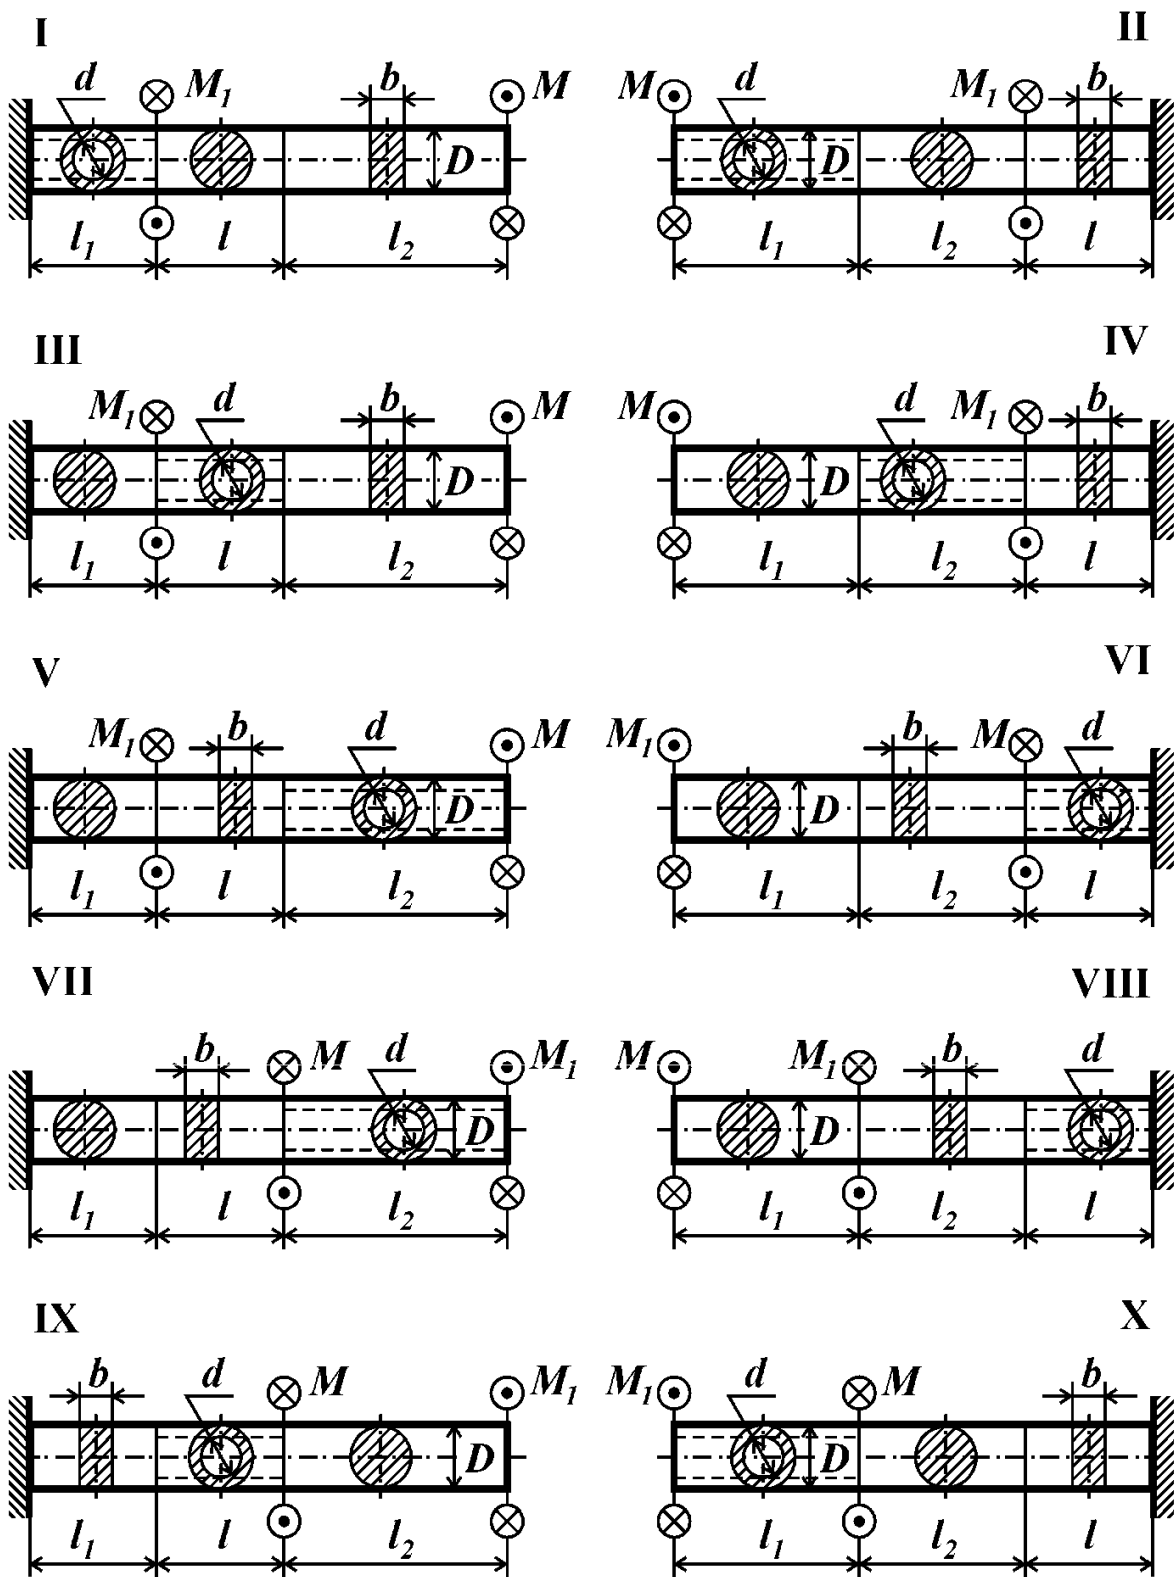 I II
d M₁ b M M d M₁ b
D D
l₁ l l₂ l₁ l₂ l
III IV
M₁ d b M M d M₁ b
D D
l₁ l l₂ l₁ l₂ l
V VI
M₁ b d M M₁ b M d
D D
l₁ l l₂ l₁ l₂ l
VII VIII
b M d M₁ M M₁ b d
D D
l₁ l l₂ l₁ l₂ l
IX X
b d M M₁ M₁ d M b
D D
l₁ l l₂ l₁ l₂ l